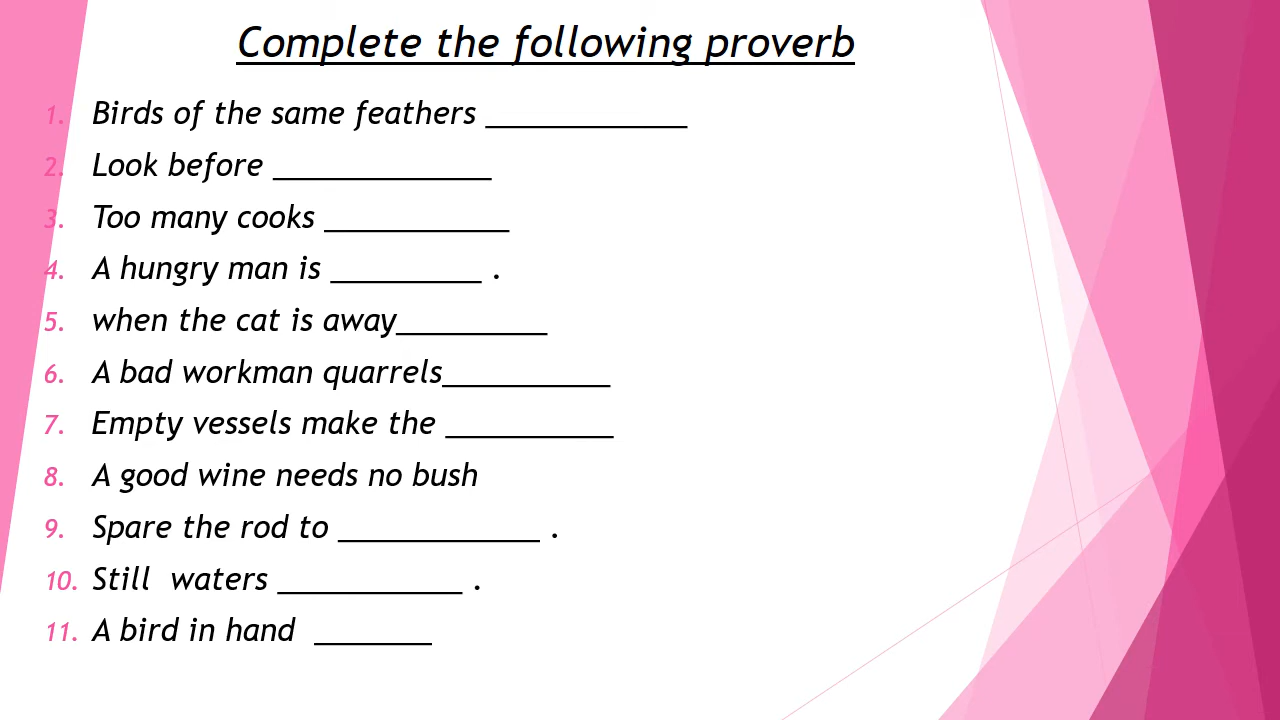 Complete the following proverb
1. Birds of the same feathers ____________
2. Look before _____________
3. Too many cooks ___________
4. A hungry man is _________ .
5. when the cat is away_________
6. A bad workman quarrels__________
7. Empty vessels make the __________
8. A good wine needs no bush
9. Spare the rod to ____________ .
10. Still  waters ___________ .
11. A bird in hand  _______